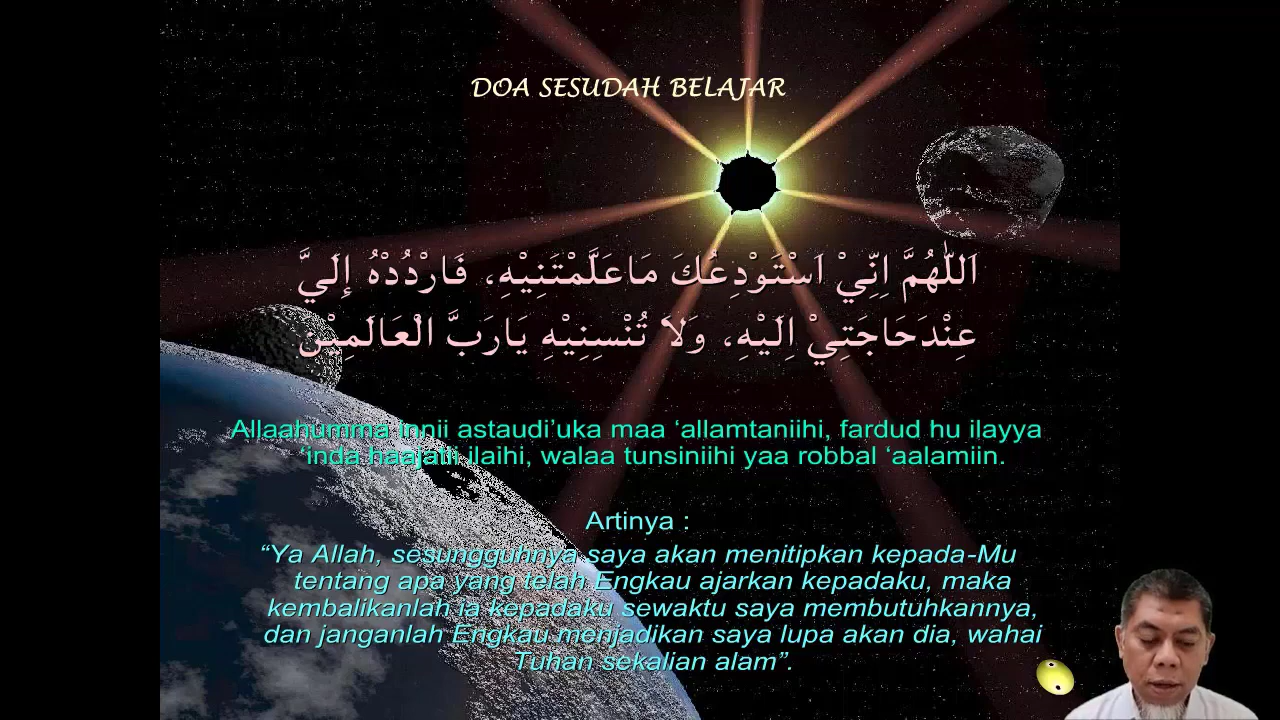 DOA SESUDAH BELAJAR
اَللّٰهُمَّ اِنِّيْ اَسْتَوْدِعُكَ مَاعَلَّمْتَنِيْهِ، فَارْدُدْهُ إِلَيَّ
عِنْدَحَاجَتِيْ اِلَيْهِ، وَلاَ تُنْسِنِيْهِ يَارَبَّ الْعَالَمِيْن
Allaahumma innii astaudi’uka maa ‘allamtaniihi, fardud hu ilayya
‘inda haajatii ilaihi, walaa tunsiniihi yaa robbal ‘aalamiin.
Artinya :
“Ya Allah, sesungguhnya saya akan menitipkan kepada-Mu
tentang apa yang telah Engkau ajarkan kepadaku, maka
kembalikanlah ia kepadaku sewaktu saya membutuhkannya,
dan janganlah Engkau menjadikan saya lupa akan dia, wahai
Tuhan sekalian alam”.